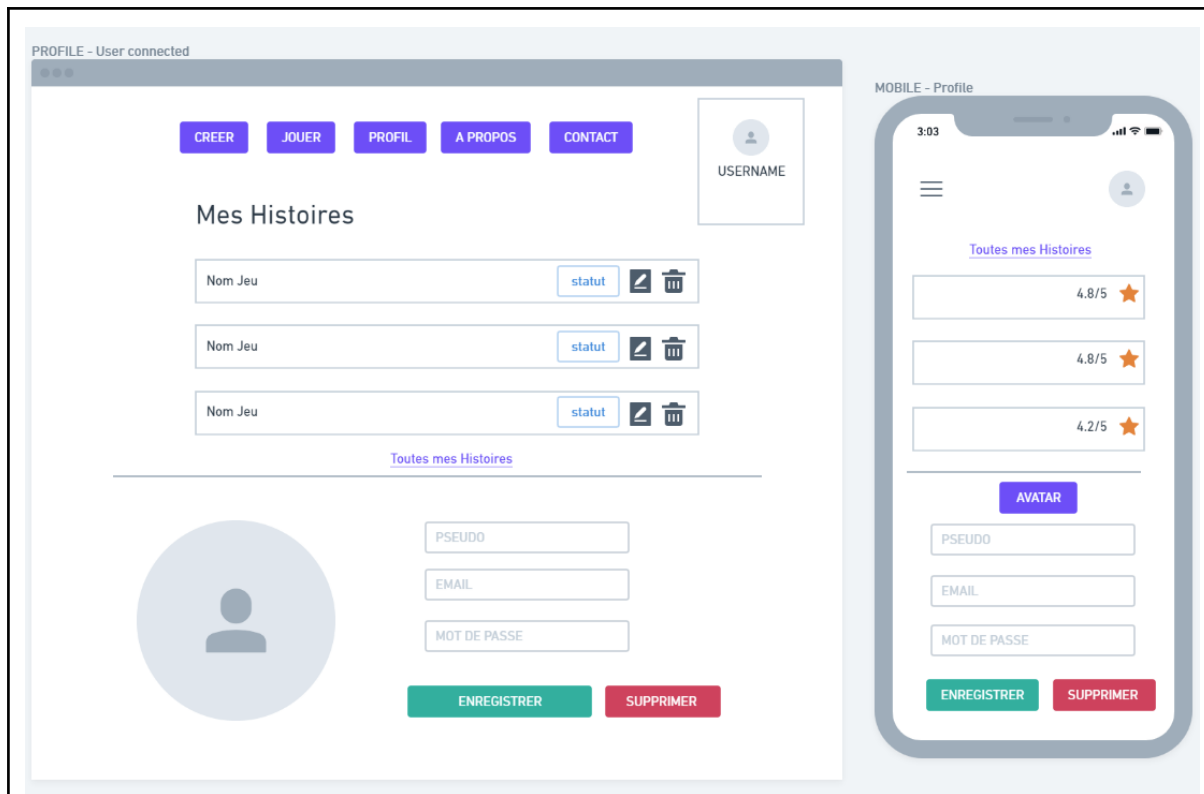 PROFILE - User connected
CREER JOUER PROFIL A PROPOS CONTACT
USERNAME
Mes Histoires
Nom Jeu statut
Nom Jeu statut
Nom Jeu statut
Toutes mes Histoires
PSEUDO
EMAIL
MOT DE PASSE
ENREGISTRER SUPPRIMER
MOBILE - Profile
3:03
Toutes mes Histoires
4.8/5
4.8/5
4.2/5
AVATAR
PSEUDO
EMAIL
MOT DE PASSE
ENREGISTRER SUPPRIMER